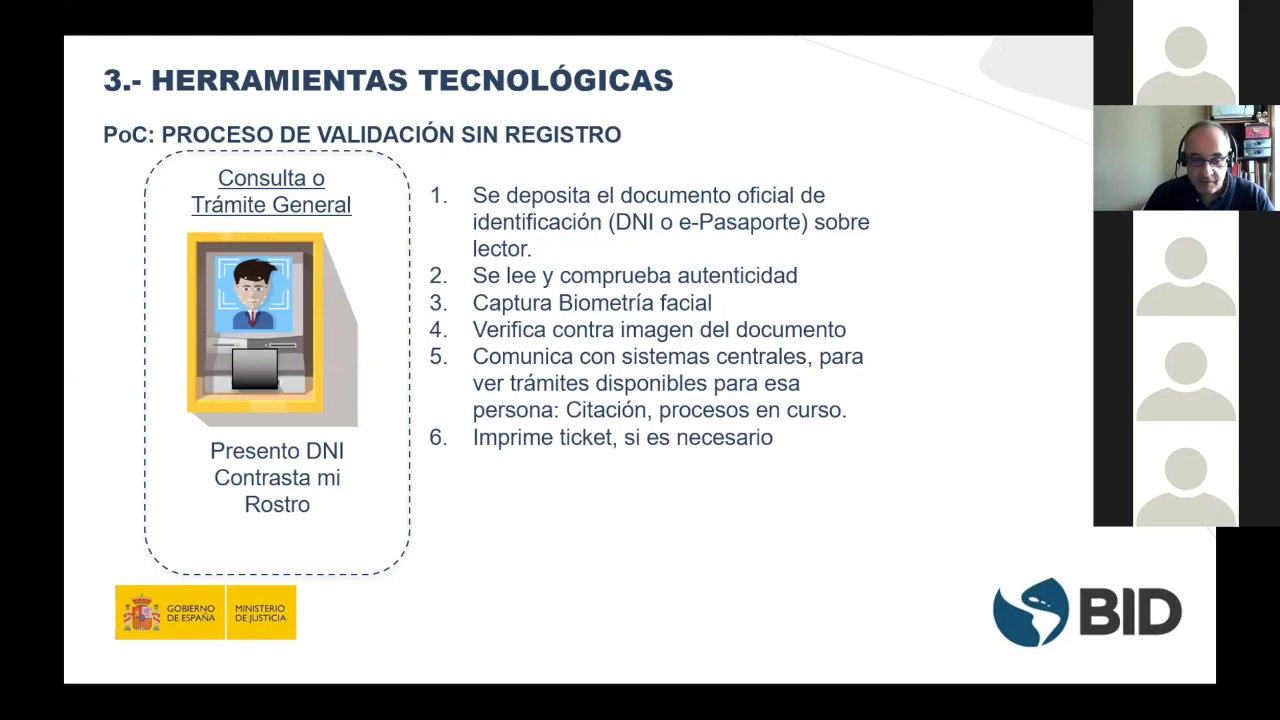 3.- HERRAMIENTAS TECNOLÓGICAS
PoC: PROCESO DE VALIDACIÓN SIN REGISTRO
Consulta o
Trámite General
Presento DNI
Contrasta mi
Rostro
1. Se deposita el documento oficial de
identificación (DNI o e-Pasaporte) sobre
lector.
2. Se lee y comprueba autenticidad
3. Captura Biometría facial
4. Verifica contra imagen del documento
5. Comunica con sistemas centrales, para
ver trámites disponibles para esa
persona: Citación, procesos en curso.
6. Imprime ticket, si es necesario
GOBIERNO
DE ESPAÑA
MINISTERIO
DE JUSTICIA
BID